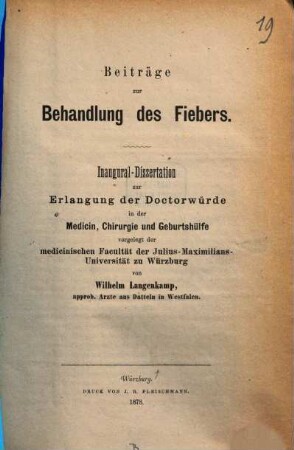 19
Beiträge
zur
Behandlung des Fiebers.
Inaugural-Dissertation
zur
Erlangung der Doctorwürde
in der
Medicin, Chirurgie und Geburtshülfe
vorgelegt der
medicinischen Facultät der Julius-Maximilians-
Universität zu Würzburg
von
Wilhelm Langenkamp,
approb. Arzte aus Datteln in Westfalen.
Würzburg.
DRUCK VON J. B. FLEISCHMANN.
1878.